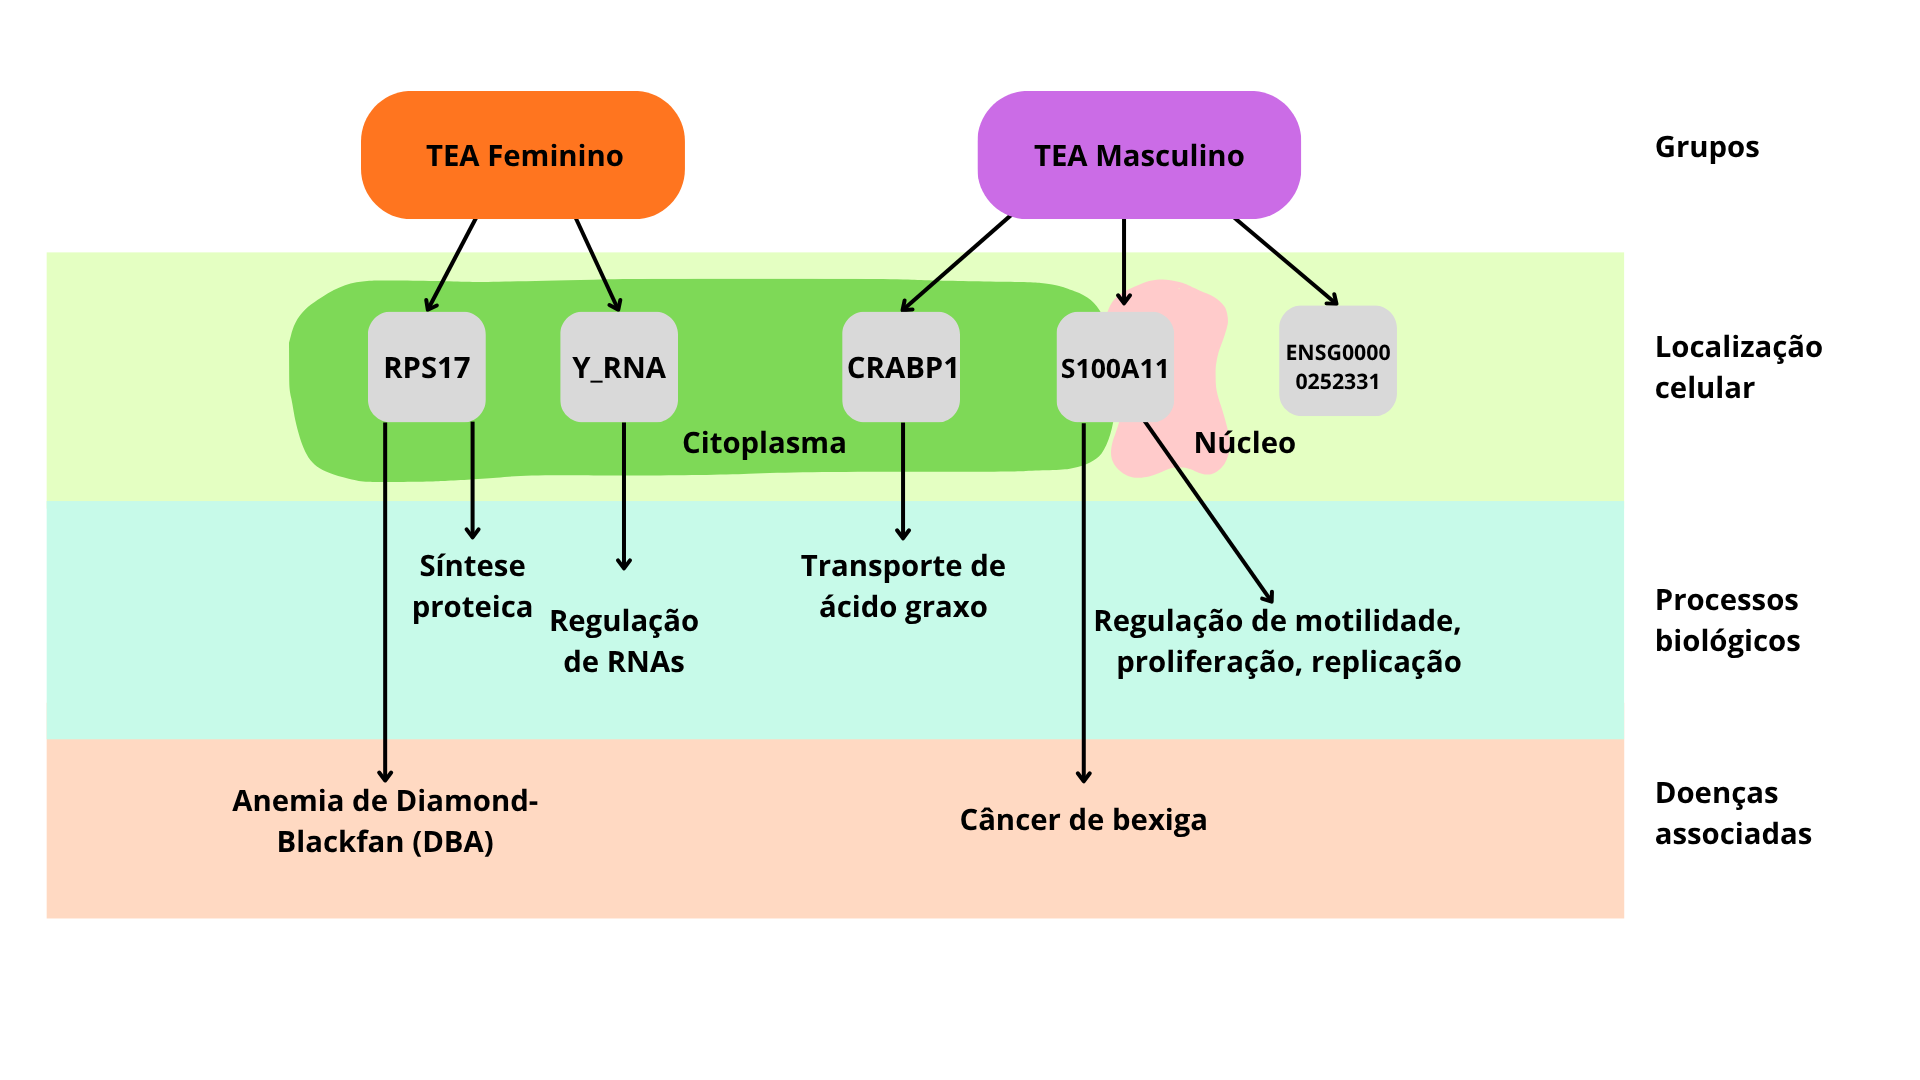 TEA Feminino
TEA Masculino
Grupos
RPS17
Y_RNA
CRABP1
S100A11
ENSG0000
0252331
Localização
celular
Citoplasma
Núcleo
Síntese
proteica
Regulação
de RNAs
Transporte de
ácido graxo
Regulação de motilidade,
proliferação, replicação
Processos
biológicos
Anemia de Diamond-
Blackfan (DBA)
Câncer de bexiga
Doenças
associadas